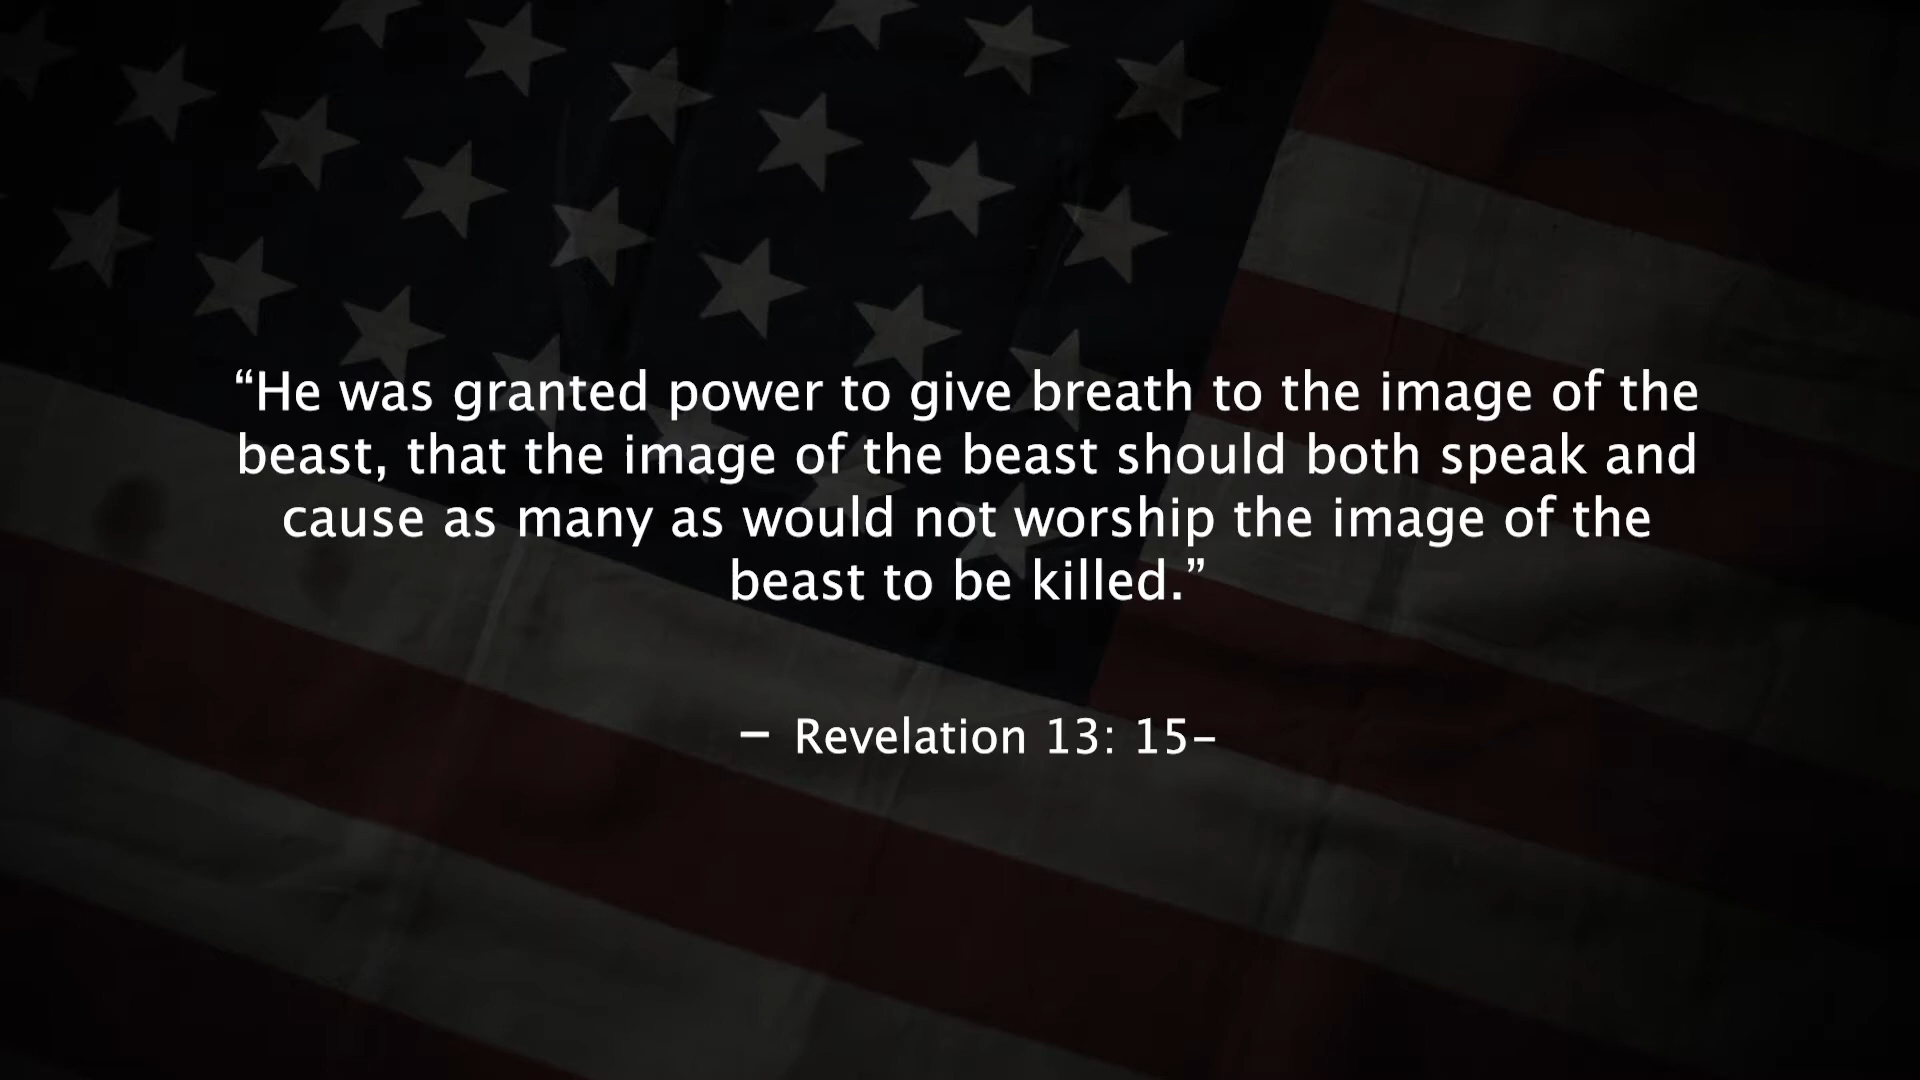 “He was granted power to give breath to the image of the
beast, that the image of the beast should both speak and
cause as many as would not worship the image of the
beast to be killed.”
– Revelation 13: 15–